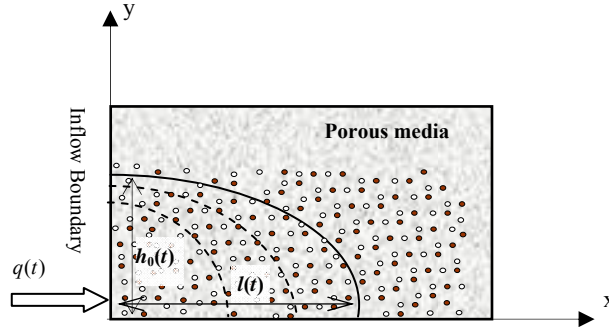 y
Inflow Boundary
Porous media
h₀(t)
l(t)
q(t)
x